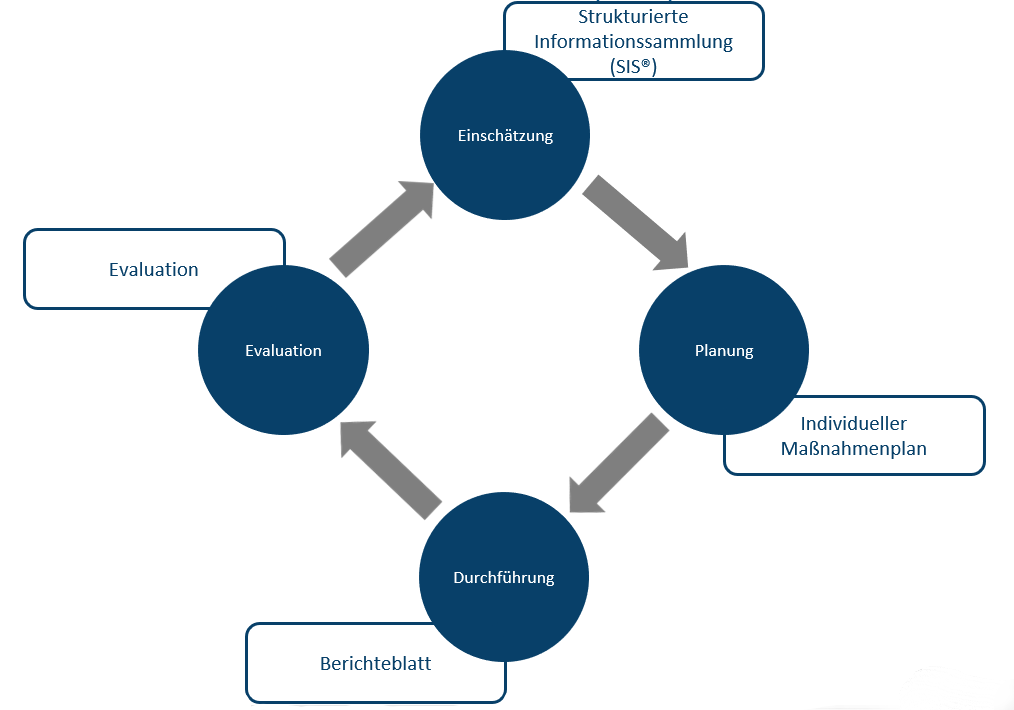 Strukturierte
Informationssammlung
(SIS®)
Einschätzung
Evaluation
Evaluation
Planung
Individueller
Maßnahmenplan
Durchführung
Berichteblatt